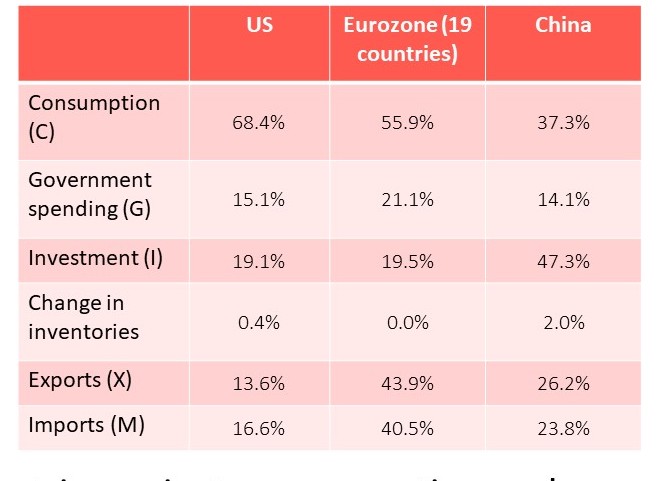 US Eurozone (19 countries) China
Consumption (C) 68.4% 55.9% 37.3%
Government spending (G) 15.1% 21.1% 14.1%
Investment (I) 19.1% 19.5% 47.3%
Change in inventories 0.4% 0.0% 2.0%
Exports (X) 13.6% 43.9% 26.2%
Imports (M) 16.6% 40.5% 23.8%